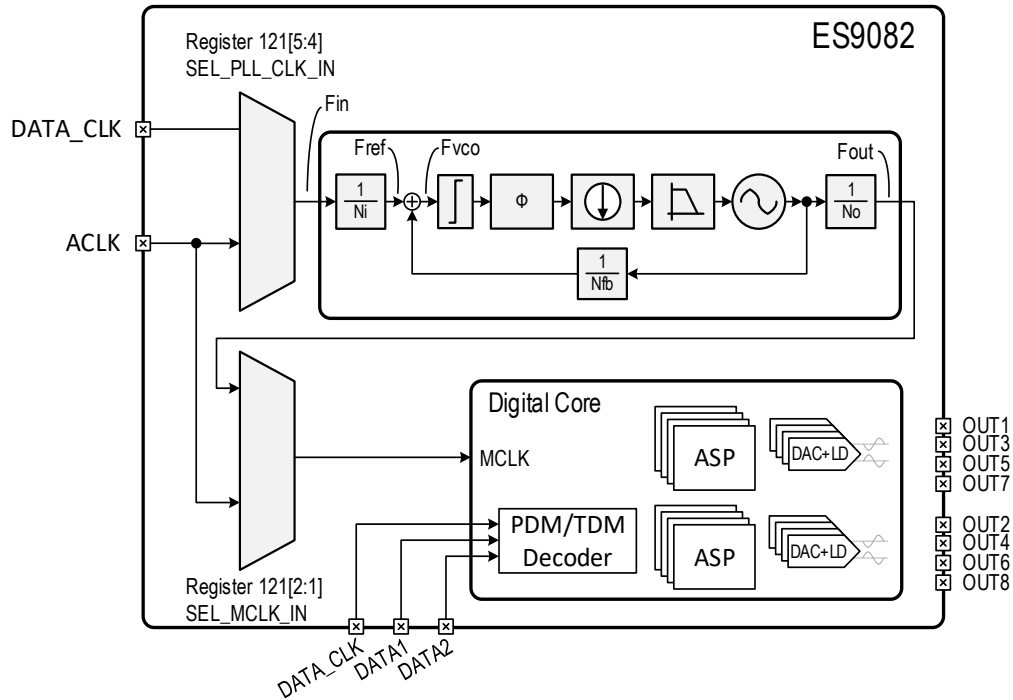 ES9082
Register 121[5:4]
SEL_PLL_CLK_IN
Fin
DATA_CLK
Fref
Fvco
Fout
1
Ni
Φ
1
No
ACLK
1
Nfb
Digital Core
MCLK
ASP
DAC+LD
OUT1
OUT3
OUT5
OUT7
PDM/TDM
Decoder
ASP
DAC+LD
OUT2
OUT4
OUT6
OUT8
Register 121[2:1]
SEL_MCLK_IN
DATA_CLK
DATA1
DATA2